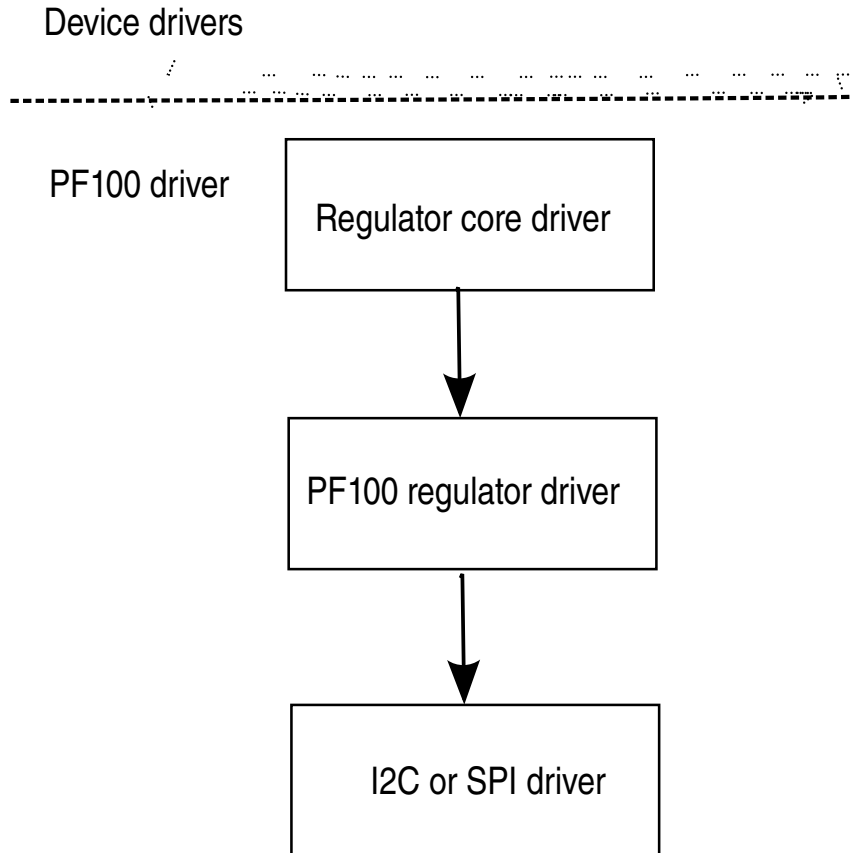 Device drivers
PF100 driver
Regulator core driver
PF100 regulator driver
I2C or SPI driver